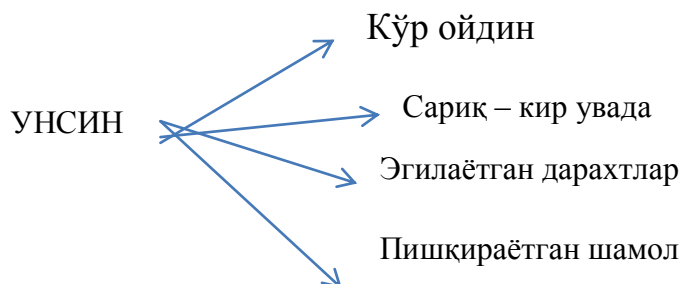 Кўр ойдин
УНСИН
Сариқ – кир увада
Эгилаётган дарахтлар
Пишқираётган шамол